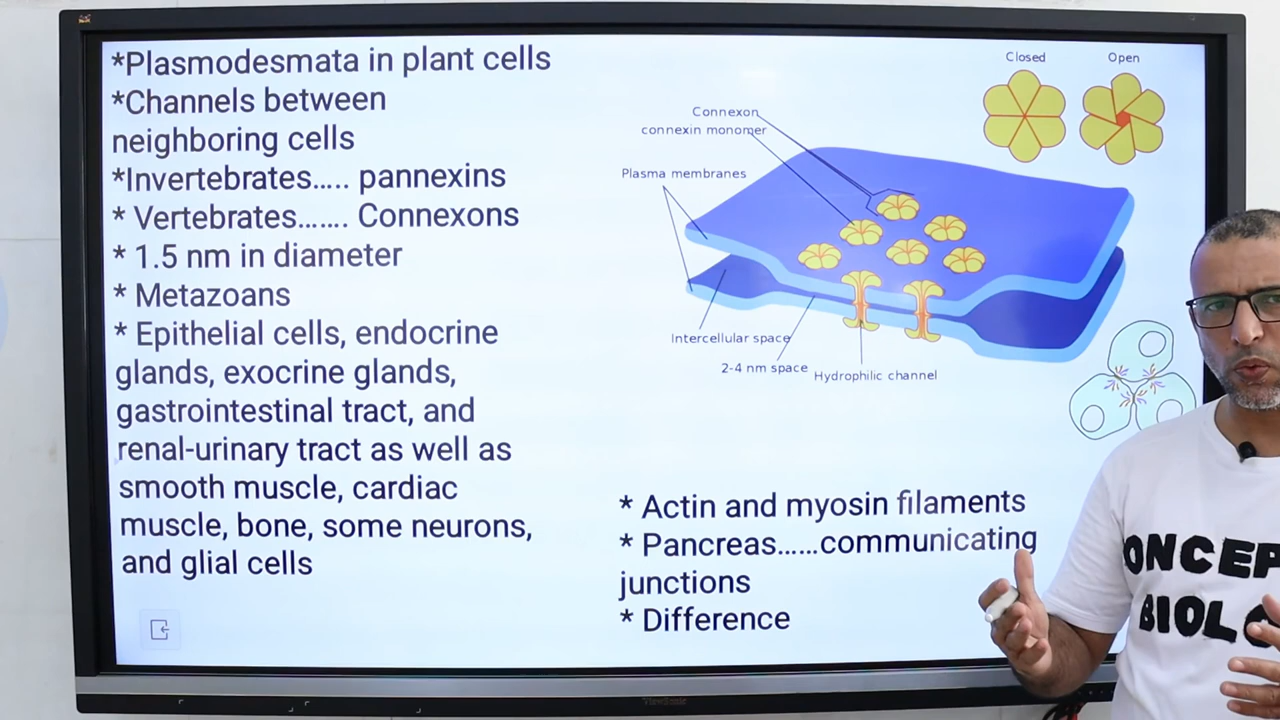 *Plasmodesmata in plant cells
*Channels between
neighboring cells
*Invertebrates..... pannexins
* Vertebrates....... Connexons
* 1.5 nm in diameter
* Metazoans
* Epithelial cells, endocrine
glands, exocrine glands,
gastrointestinal tract, and
renal-urinary tract as well as
smooth muscle, cardiac
muscle, bone, some neurons,
and glial cells
Closed
Open
Connexon
connexin monomer
Plasma membranes
Intercellular space
2-4 nm space
Hydrophilic channel
* Actin and myosin filaments
* Pancreas......communicating
junctions
* Difference
ViewSonic